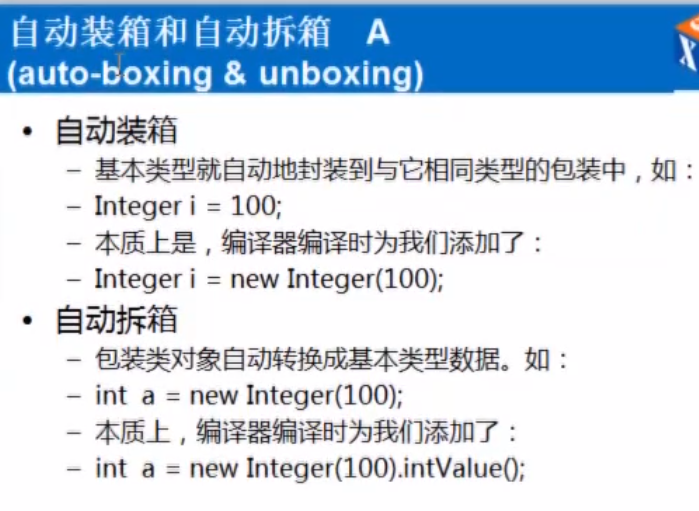 自动装箱和自动拆箱 A
(auto-boxing & unboxing)
• 自动装箱
– 基本类型就自动地封装到与它相同类型的包装中，如：
– Integer i = 100;
– 本质上是，编译器编译时为我们添加了：
– Integer i = new Integer(100);
• 自动拆箱
– 包装类对象自动转换成基本类型数据。如：
– int a = new Integer(100);
– 本质上，编译器编译时为我们添加了：
– int a = new Integer(100).intValue();